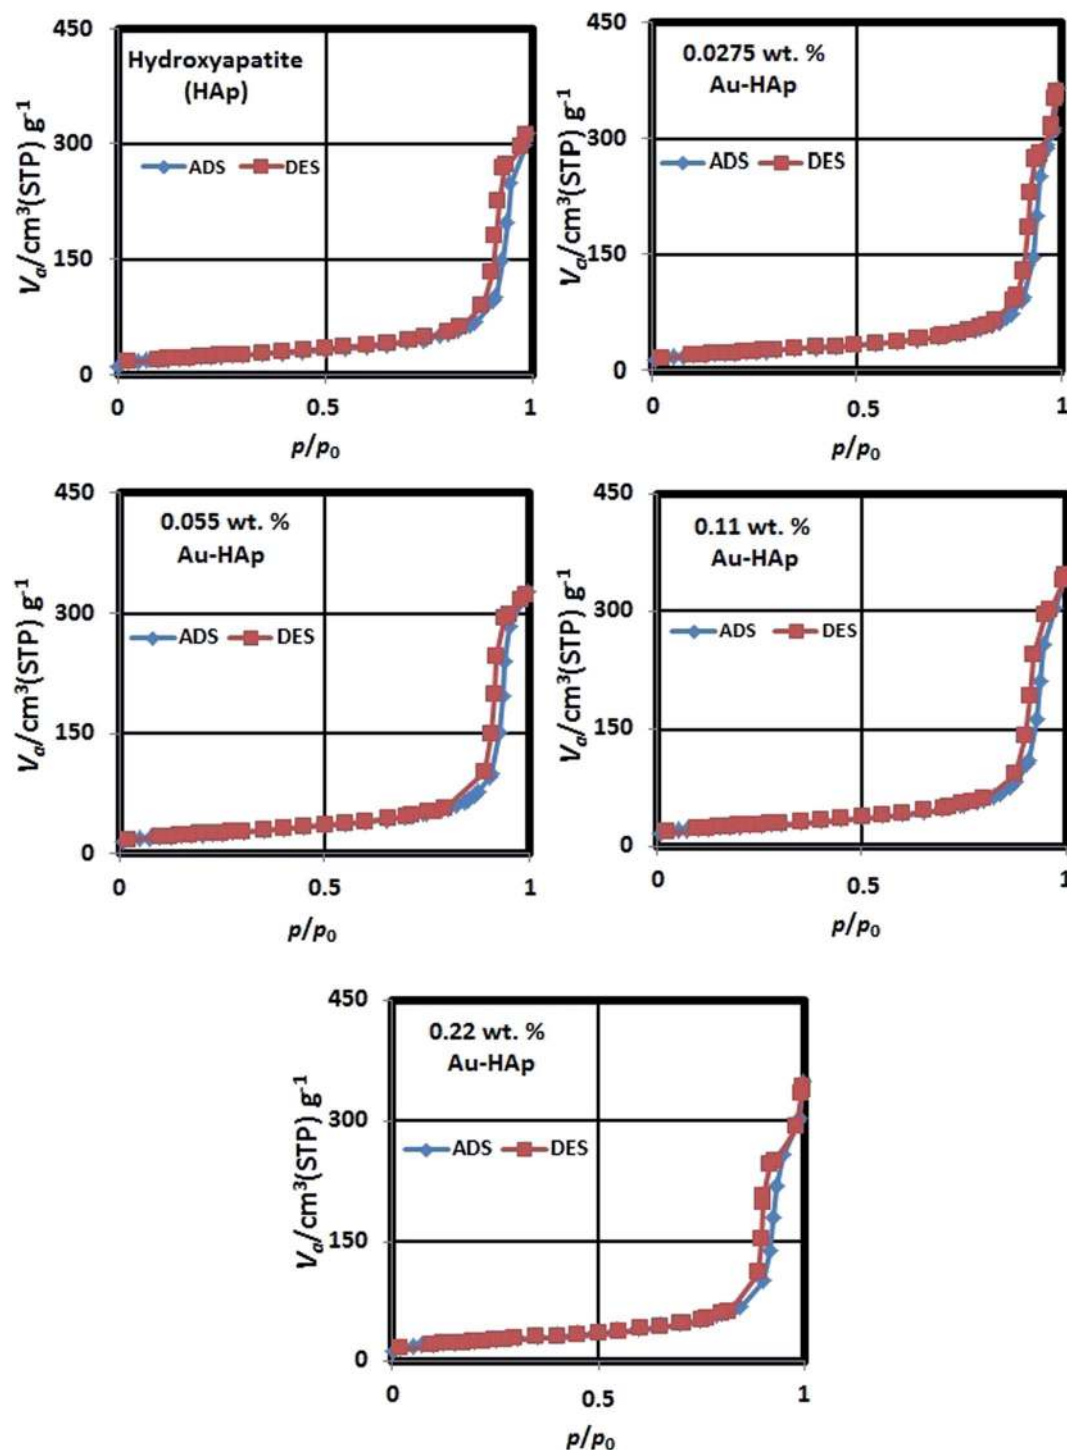 450
300
150
0
Vₐ/cm³(STP) g⁻¹
Hydroxyapatite
(HAp)
ADS DES
0 0.5 1
p/p₀
450
300
150
0
Vₐ/cm³(STP) g⁻¹
0.0275 wt. %
Au-HAp
ADS DES
0 0.5 1
p/p₀
450
300
150
0
Vₐ/cm³(STP) g⁻¹
0.055 wt. %
Au-HAp
ADS DES
0 0.5 1
p/p₀
450
300
150
0
Vₐ/cm³(STP) g⁻¹
0.11 wt. %
Au-HAp
ADS DES
0 0.5 1
p/p₀
450
300
150
0
Vₐ/cm³(STP) g⁻¹
0.22 wt. %
Au-HAp
ADS DES
0 0.5 1
p/p₀